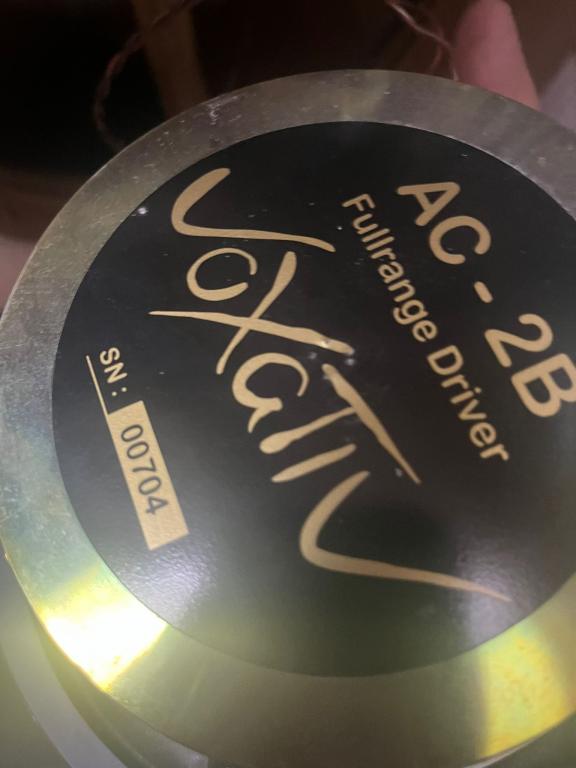 AC - 2B
Fullrange Driver
VOXATIV
SN: 00704